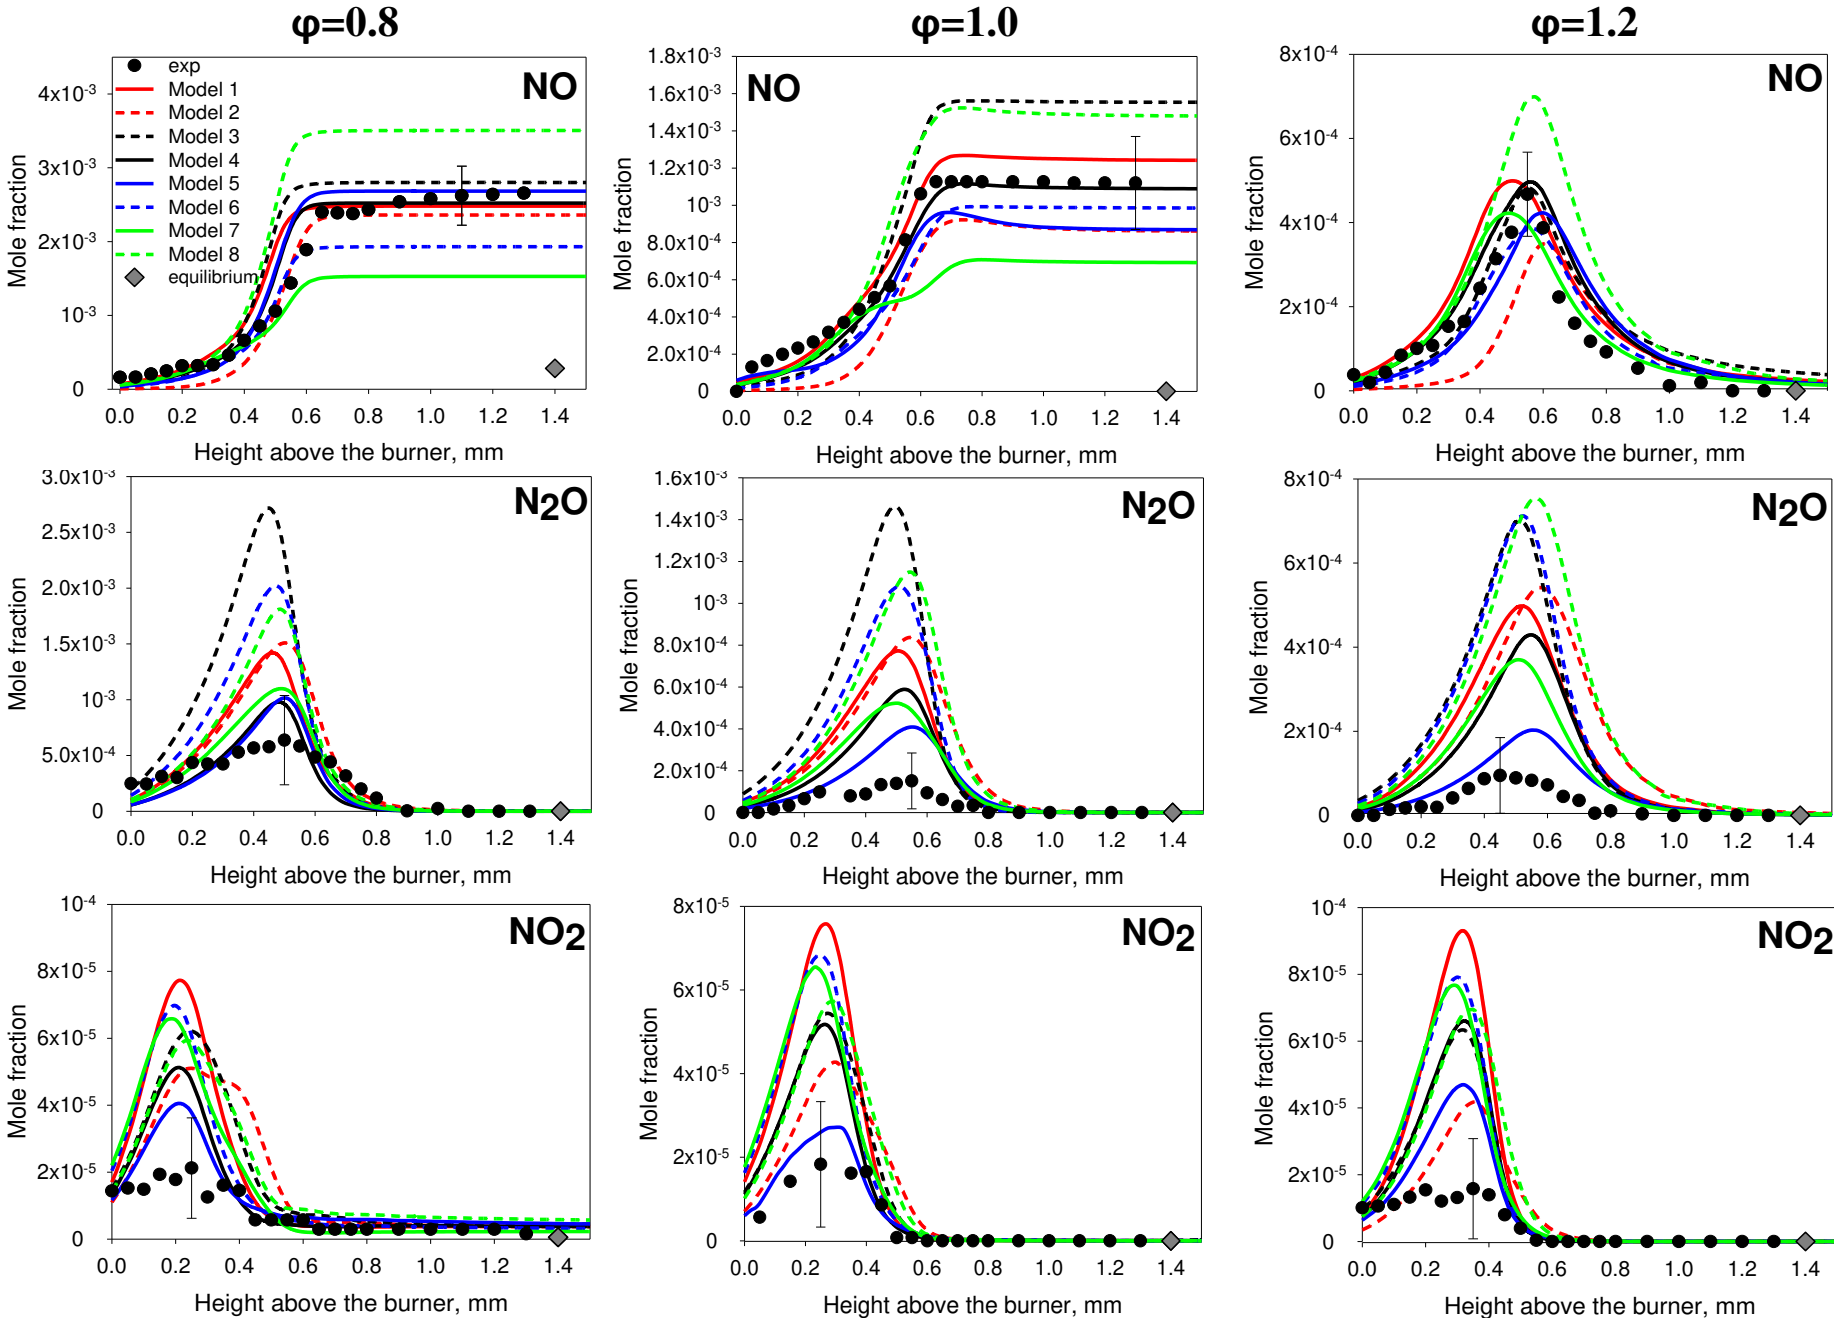 φ=0.8
φ=1.0
φ=1.2
NO
exp
Model 1
Model 2
Model 3
Model 4
Model 5
Model 6
Model 7
Model 8
equilibrium
Mole fraction
4x10-3
3x10-3
2x10-3
10-3
0
0.0 0.2 0.4 0.6 0.8 1.0 1.2 1.4
Height above the burner, mm
NO
Mole fraction
1.8x10-3
1.6x10-3
1.4x10-3
1.2x10-3
10-3
8.0x10-4
6.0x10-4
4.0x10-4
2.0x10-4
0
0.0 0.2 0.4 0.6 0.8 1.0 1.2 1.4
Height above the burner, mm
NO
Mole fraction
8x10-4
6x10-4
4x10-4
2x10-4
0
0.0 0.2 0.4 0.6 0.8 1.0 1.2 1.4
Height above the burner, mm
N2O
Mole fraction
3.0x10-3
2.5x10-3
2.0x10-3
1.5x10-3
10-3
5.0x10-4
0
0.0 0.2 0.4 0.6 0.8 1.0 1.2 1.4
Height above the burner, mm
N2O
Mole fraction
1.6x10-3
1.4x10-3
1.2x10-3
10-3
8.0x10-4
6.0x10-4
4.0x10-4
2.0x10-4
0
0.0 0.2 0.4 0.6 0.8 1.0 1.2 1.4
Height above the burner, mm
N2O
Mole fraction
8x10-4
6x10-4
4x10-4
2x10-4
0
0.0 0.2 0.4 0.6 0.8 1.0 1.2 1.4
Height above the burner, mm
NO2
Mole fraction
10-4
8x10-5
6x10-5
4x10-5
2x10-5
0
0.0 0.2 0.4 0.6 0.8 1.0 1.2 1.4
Height above the burner, mm
NO2
Mole fraction
8x10-5
6x10-5
4x10-5
2x10-5
0
0.0 0.2 0.4 0.6 0.8 1.0 1.2 1.4
Height above the burner, mm
NO2
Mole fraction
10-4
8x10-5
6x10-5
4x10-5
2x10-5
0
0.0 0.2 0.4 0.6 0.8 1.0 1.2 1.4
Height above the burner, mm